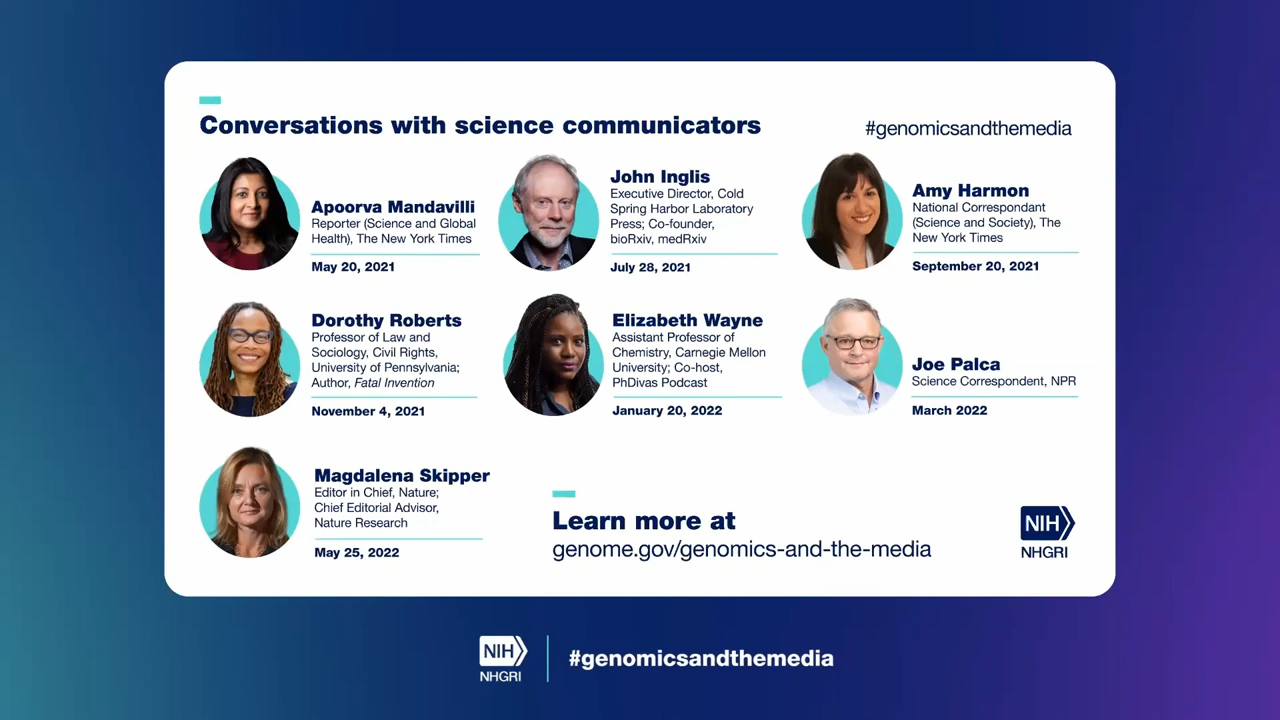 Conversations with science communicators
#genomicsandthemedia
Apoorva Mandavilli
Reporter (Science and Global
Health), The New York Times
May 20, 2021
John Inglis
Executive Director, Cold
Spring Harbor Laboratory
Press; Co-founder,
bioRxiv, medRxiv
July 28, 2021
Amy Harmon
National Correspondant
(Science and Society), The
New York Times
September 20, 2021
Dorothy Roberts
Professor of Law and
Sociology, Civil Rights,
University of Pennsylvania;
Author, Fatal Invention
November 4, 2021
Elizabeth Wayne
Assistant Professor of
Chemistry, Carnegie Mellon
University; Co-host,
PhDivas Podcast
January 20, 2022
Joe Palca
Science Correspondent, NPR
March 2022
Magdalena Skipper
Editor in Chief, Nature;
Chief Editorial Advisor,
Nature Research
May 25, 2022
Learn more at
genome.gov/genomics-and-the-media
NIH
NHGRI
NIH
NHGRI
#genomicsandthemedia